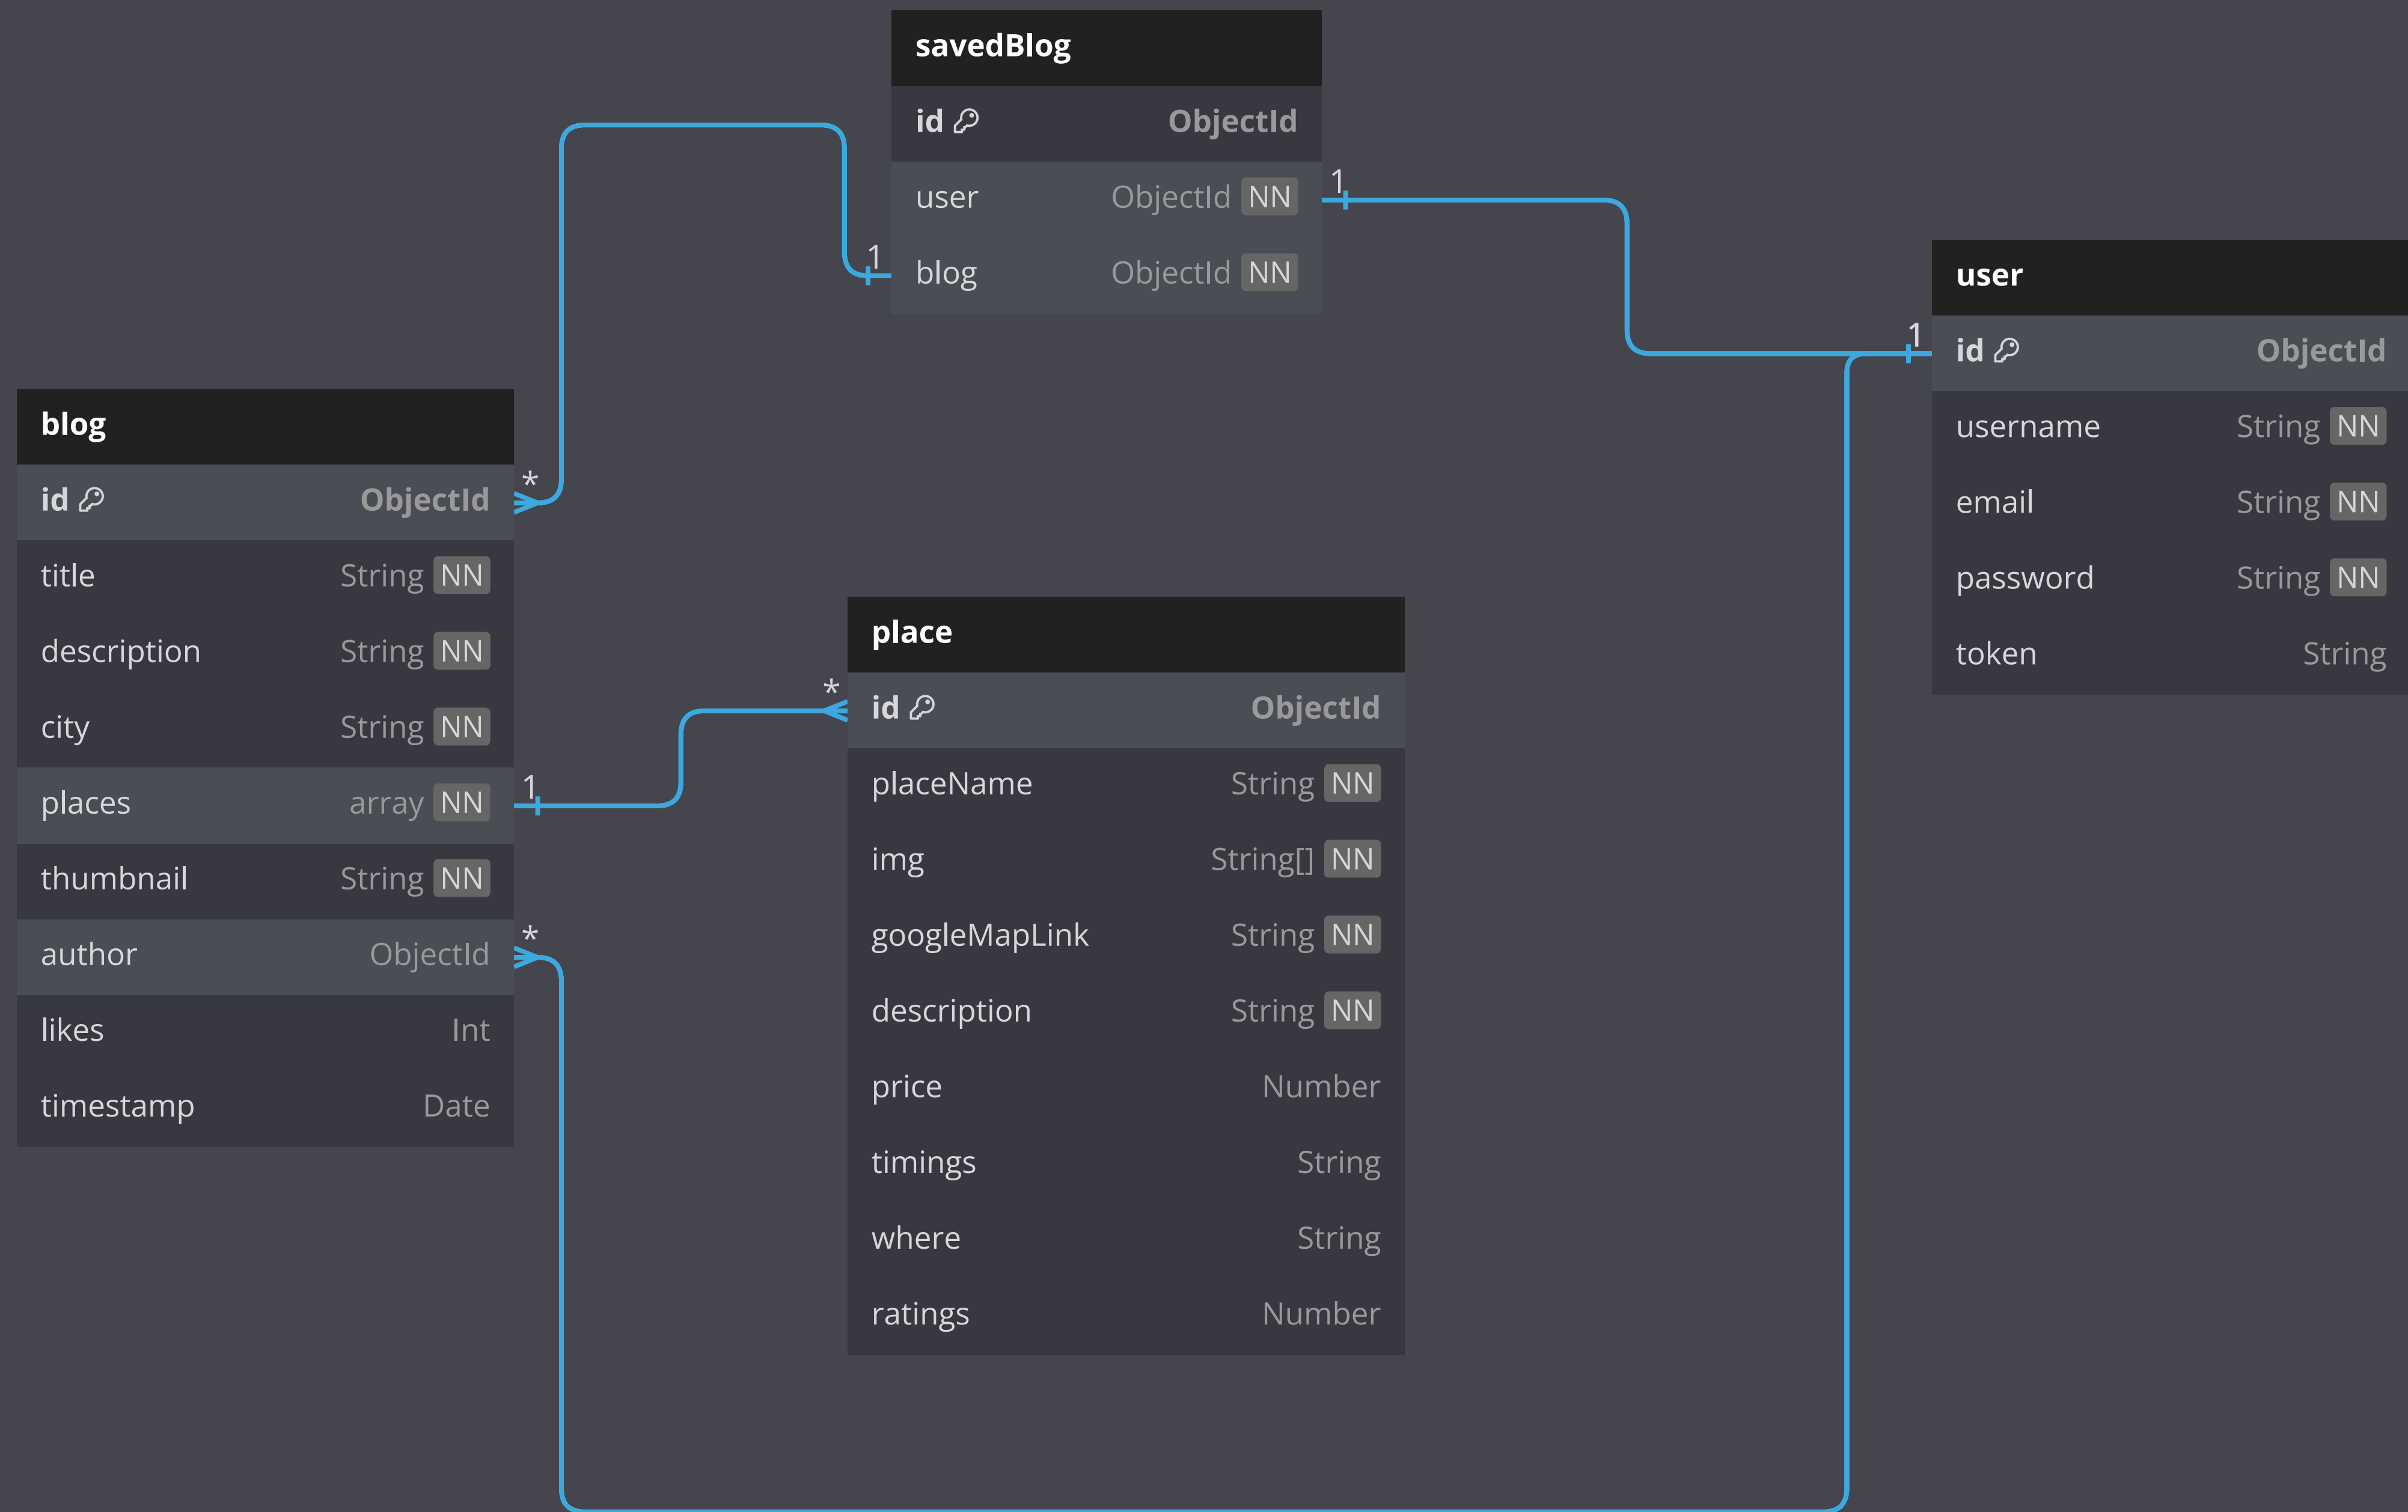 savedBlog
id ObjectId
user ObjectId NN
blog ObjectId NN
1
1
user
id ObjectId
username String NN
email String NN
password String NN
token String
1
blog
id ObjectId
title String NN
description String NN
city String NN
places array NN
thumbnail String NN
author ObjectId
likes Int
timestamp Date
*
1
*
place
id ObjectId
placeName String NN
img String[] NN
googleMapLink String NN
description String NN
price Number
timings String
where String
ratings Number
*